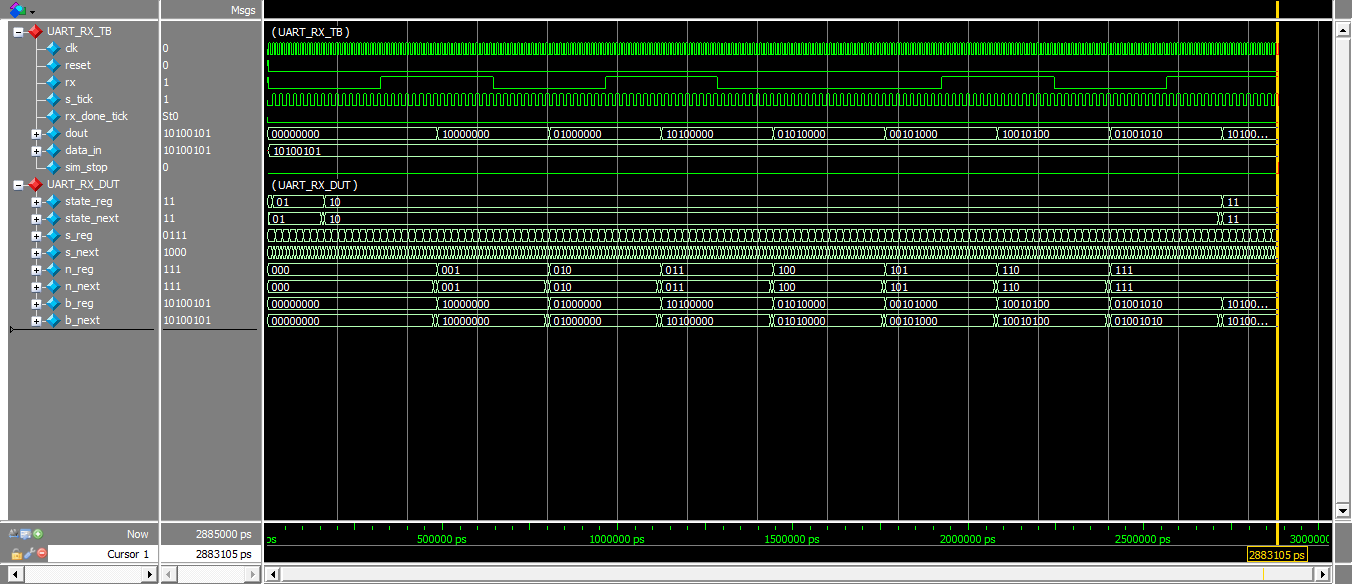 Msgs
UART_RX_TB (UART_RX_TB)
clk 0
reset 0
rx 1
s_tick 1
rx_done_tick St0
dout 10100101 00000000 10000000 01000000 10100000 01010000 00101000 10010100 01001010 10100...
data_in 10100101 10100101
sim_stop 0
UART_RX_DUT (UART_RX_DUT)
state_reg 11 01 10 11
state_next 11 01 10 11
s_reg 0111
s_next 1000
n_reg 111 000 001 010 011 100 101 110 111
n_next 111 000 001 010 011 100 101 110 111
b_reg 10100101 00000000 10000000 01000000 10100000 01010000 00101000 10010100 01001010 10100...
b_next 10100101 00000000 10000000 01000000 10100000 01010000 00101000 10010100 01001010 10100...
Now 2885000 ps ps 500000 ps 1000000 ps 1500000 ps 2000000 ps 2500000 ps 3000000
Cursor 1 2883105 ps 2883105 ps